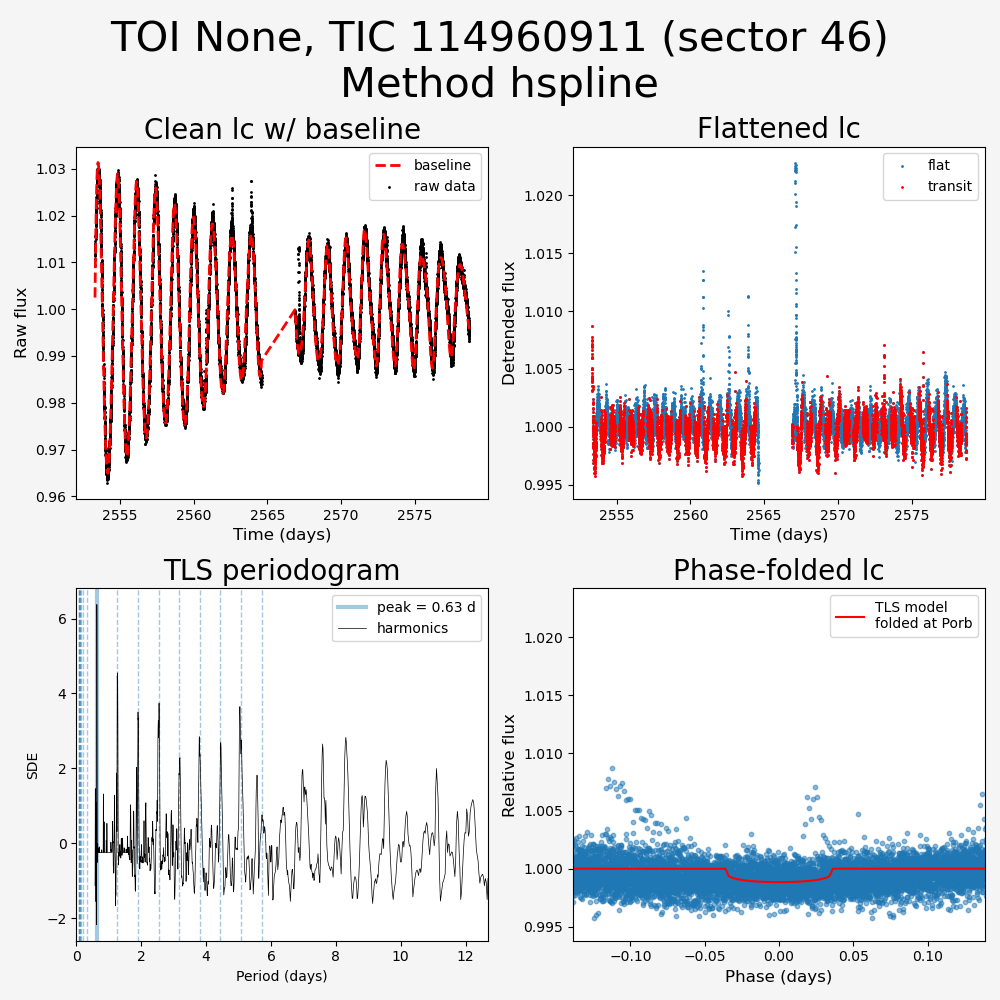 TOI None, TIC 114960911 (sector 46)
Method hspline
Clean lc w/ baseline
baseline
raw data
1.03
1.02
1.01
1.00
0.99
0.98
0.97
0.96
Raw flux
2555
2560
2565
2570
2575
Time (days)
Flattened lc
flat
transit
1.020
1.015
1.010
1.005
1.000
0.995
Detrended flux
2555
2560
2565
2570
2575
Time (days)
TLS periodogram
peak = 0.63 d
harmonics
6
4
2
0
−2
SDE
0
2
4
6
8
10
12
Period (days)
Phase-folded lc
TLS model
folded at Porb
1.020
1.015
1.010
1.005
1.000
0.995
Relative flux
−0.10
−0.05
0.00
0.05
0.10
Phase (days)